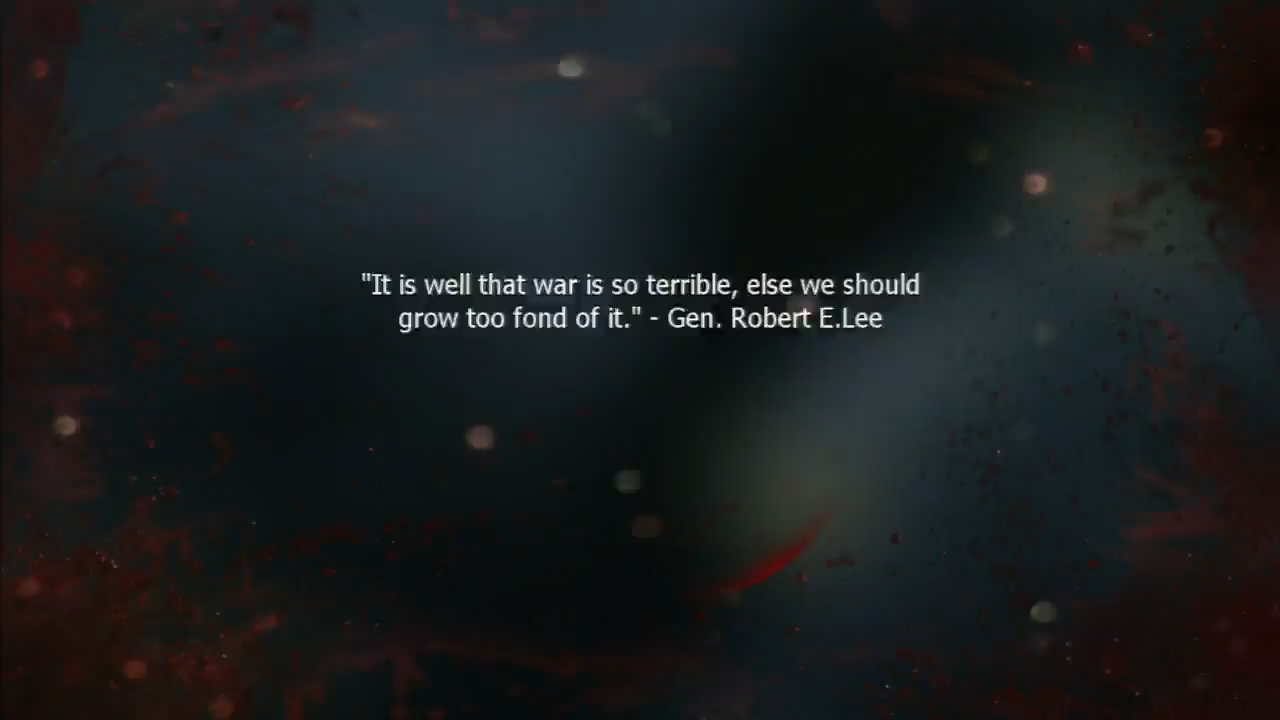 "It is well that war is so terrible, else we should
grow too fond of it." - Gen. Robert E.Lee